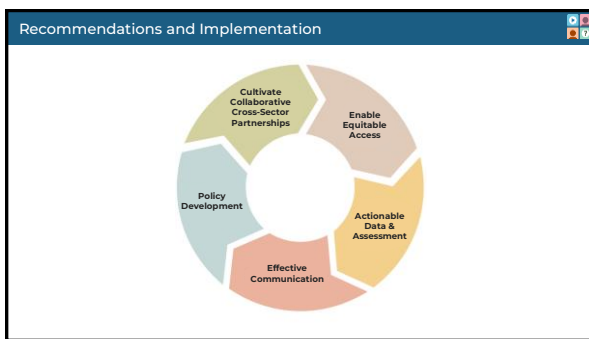 Recommendations and Implementation
?
Cultivate
Collaborative
Cross-Sector
Partnerships
Enable
Equitable
Access
Actionable
Data &
Assessment
Effective
Communication
Policy
Development